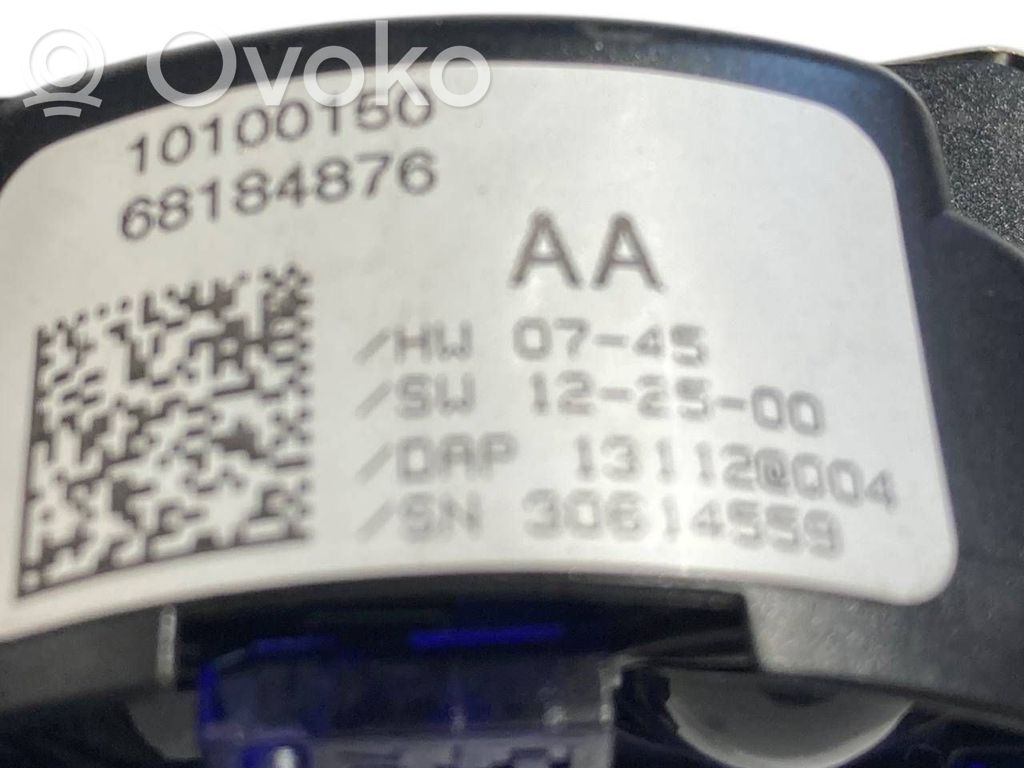 Ovoko
10100150
68184876
AA
/HW 07-45
/SW 12-25-00
/DAP 13112@004
/SN 30614559